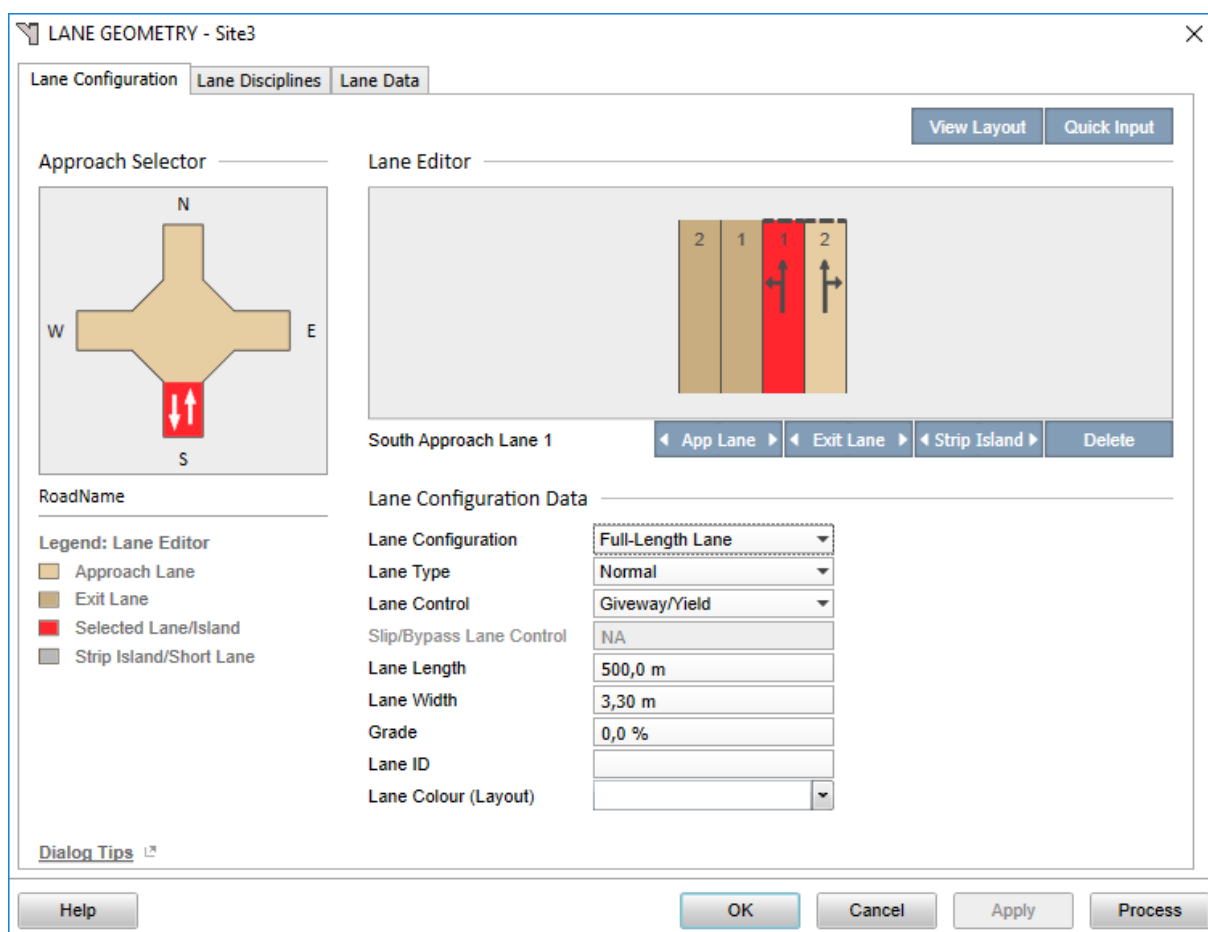 LANE GEOMETRY - Site3
Lane Configuration Lane Disciplines Lane Data
View Layout Quick Input
Approach Selector
N
W E
S
RoadName
Legend: Lane Editor
Approach Lane
Exit Lane
Selected Lane/Island
Strip Island/Short Lane
Dialog Tips
Lane Editor
2 1 1 2
South Approach Lane 1 App Lane Exit Lane Strip Island Delete
Lane Configuration Data
Lane Configuration Full-Length Lane
Lane Type Normal
Lane Control Giveway/Yield
Slip/Bypass Lane Control NA
Lane Length 500,0 m
Lane Width 3,30 m
Grade 0,0 %
Lane ID
Lane Colour (Layout)
Help OK Cancel Apply Process